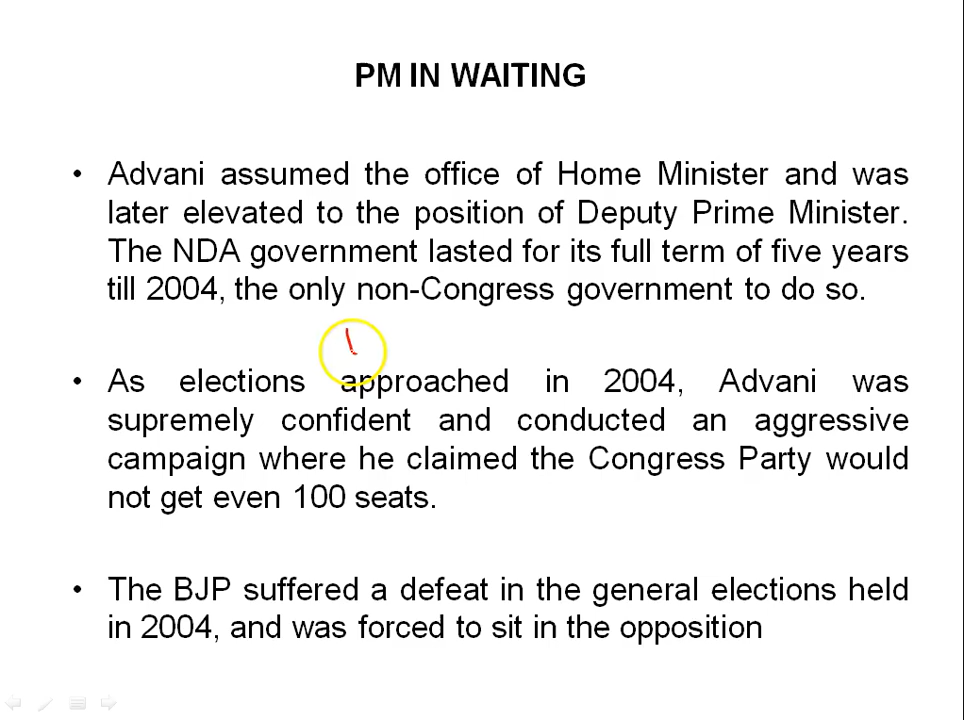 PM IN WAITING
• Advani assumed the office of Home Minister and was
later elevated to the position of Deputy Prime Minister.
The NDA government lasted for its full term of five years
till 2004, the only non-Congress government to do so.
• As elections approached in 2004, Advani was
supremely confident and conducted an aggressive
campaign where he claimed the Congress Party would
not get even 100 seats.
• The BJP suffered a defeat in the general elections held
in 2004, and was forced to sit in the opposition